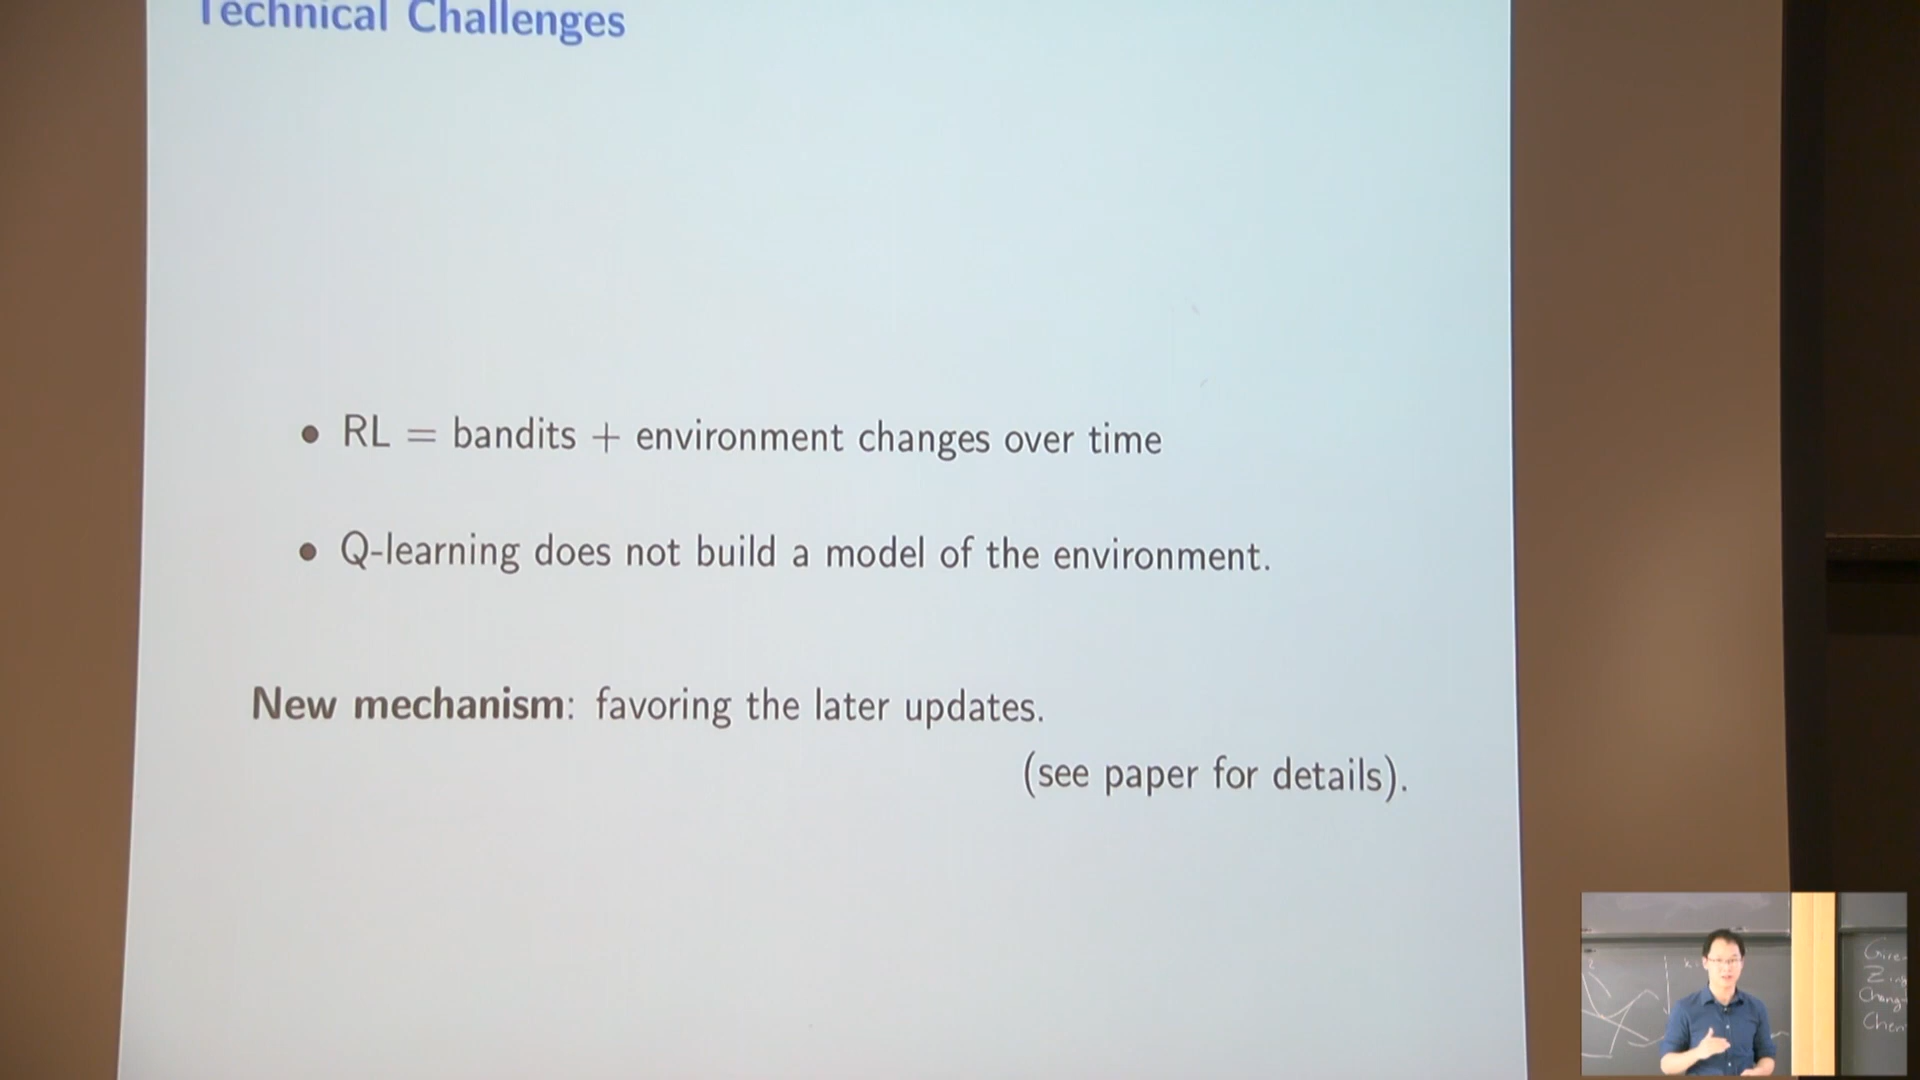 Technical Challenges
• RL = bandits + environment changes over time
• Q-learning does not build a model of the environment.
New mechanism: favoring the later updates.
(see paper for details).